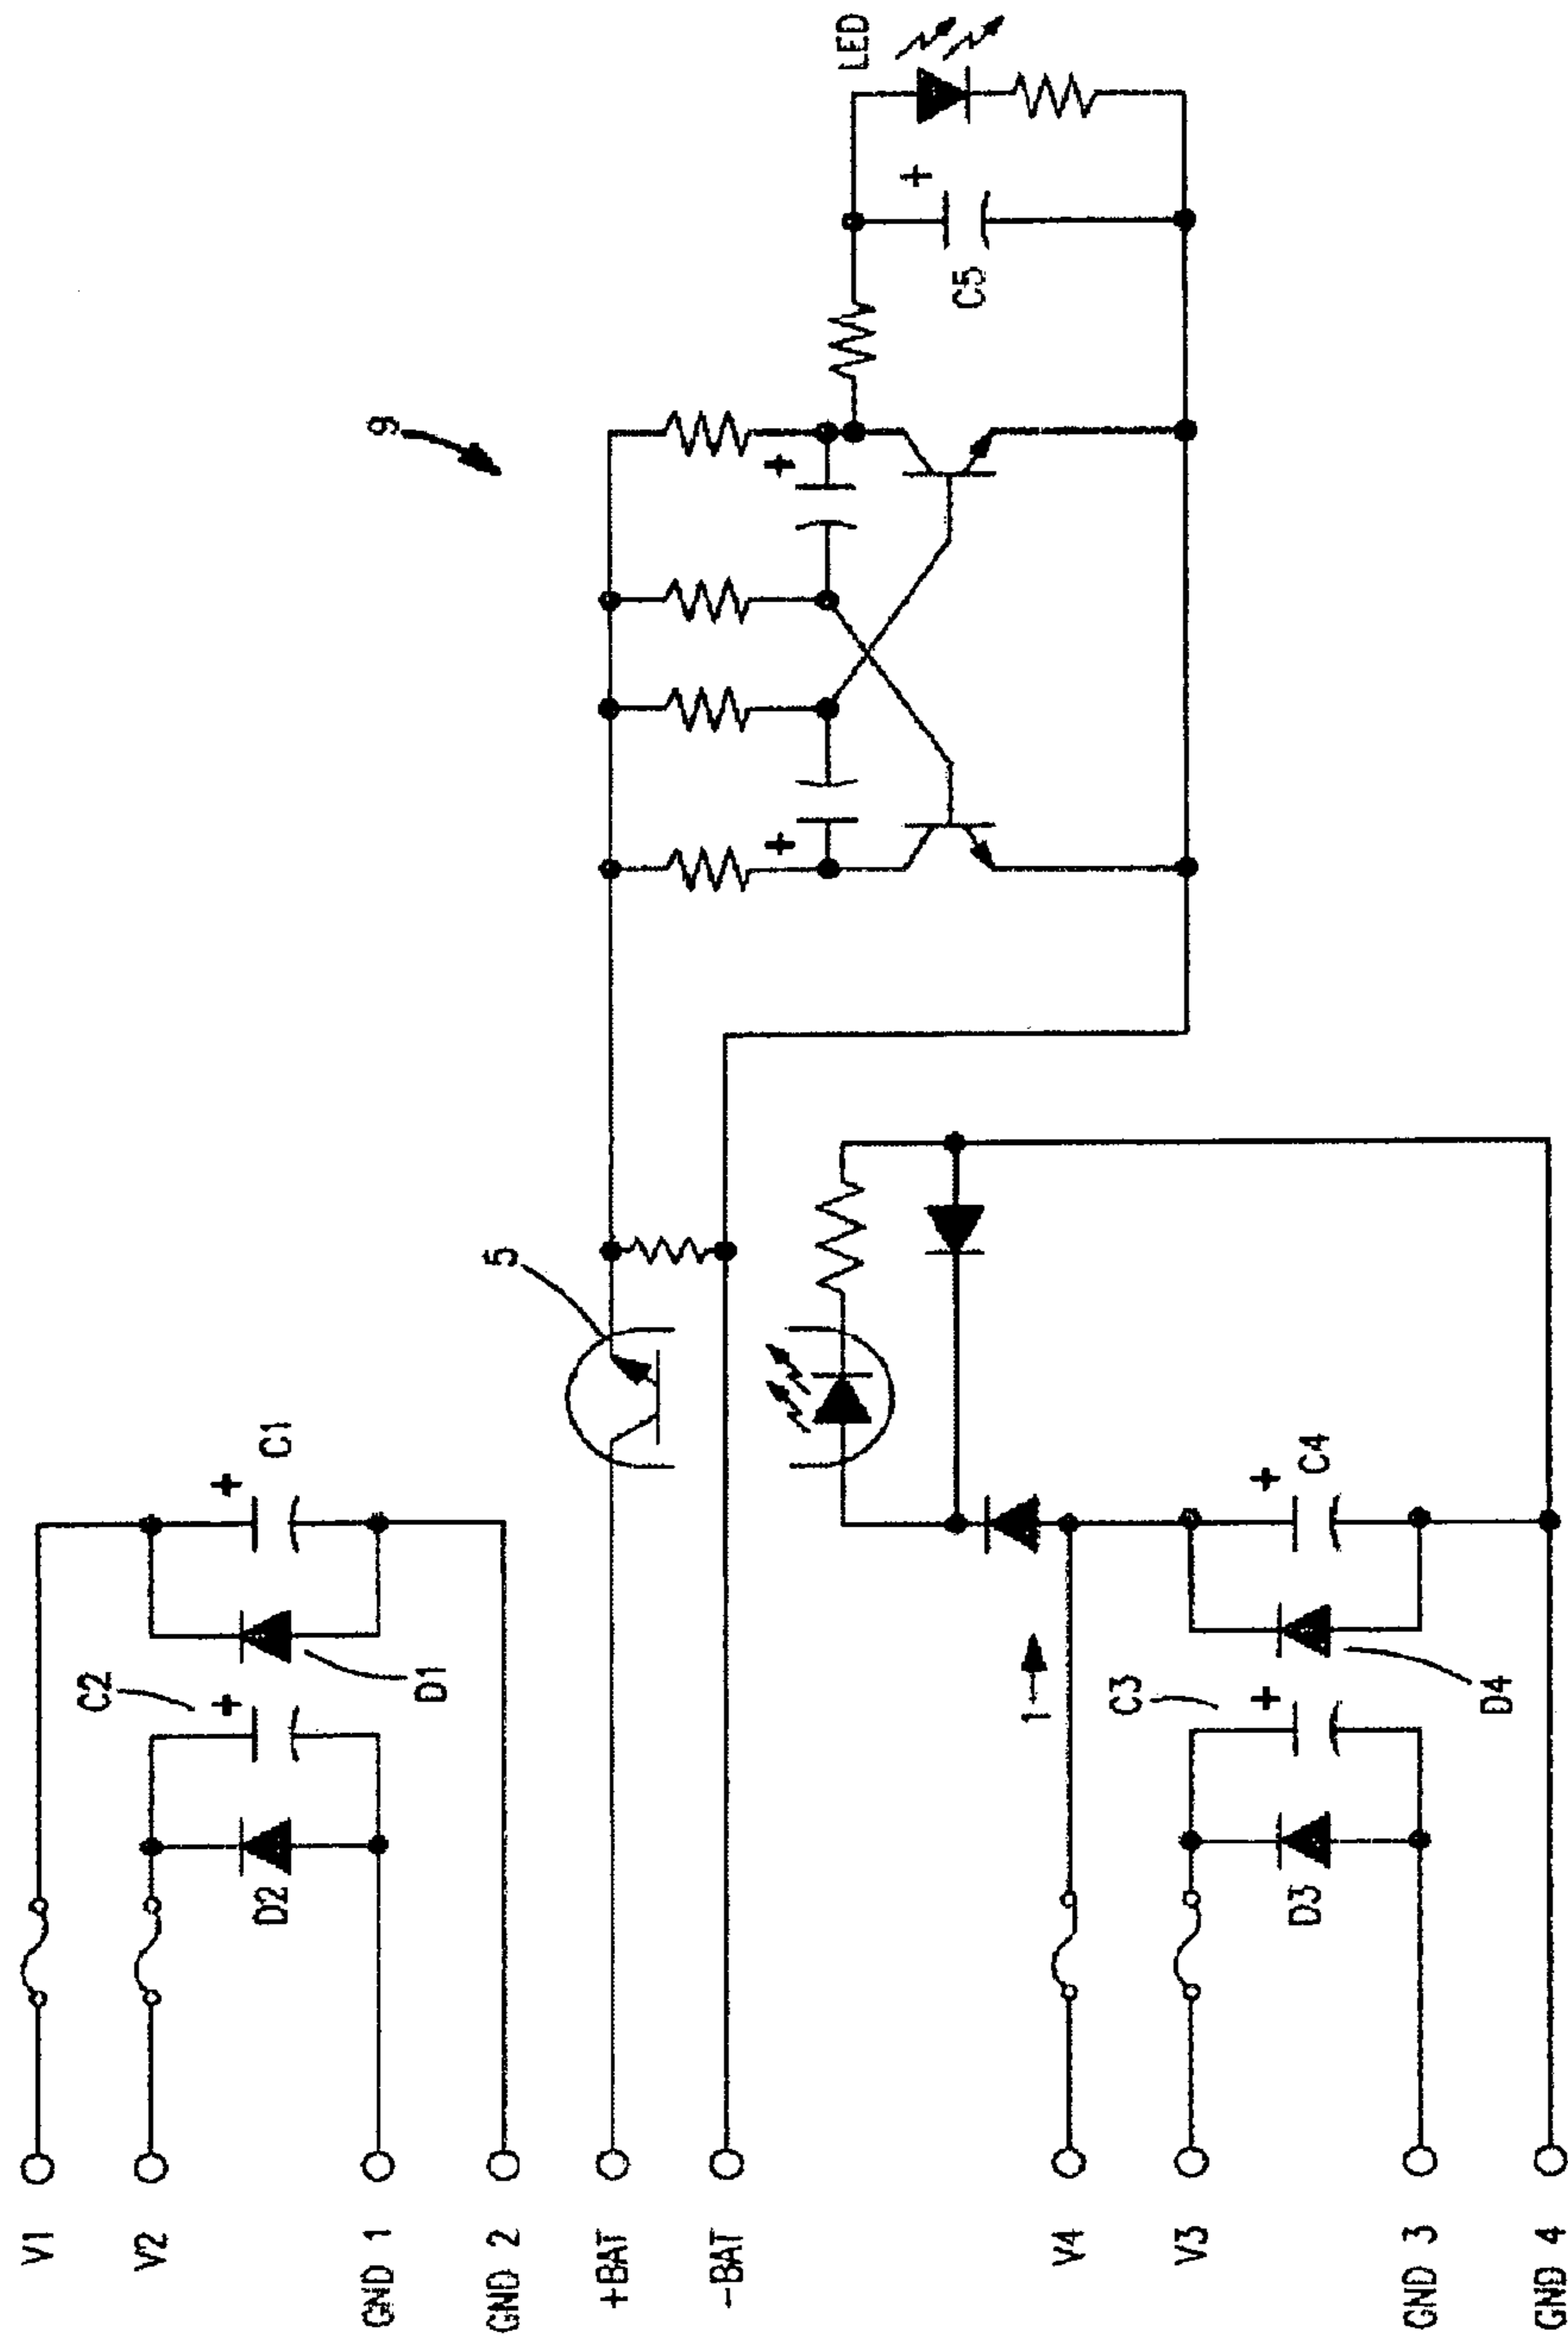 V1
V2
GND 1
GND 2
+BAT
-BAT
V4
V3
GND 3
GND 4
C2
+
D2
D1
+
C1
5
9
+
+
+
C5
LED
1
C3
+
D3
D4
+
C4